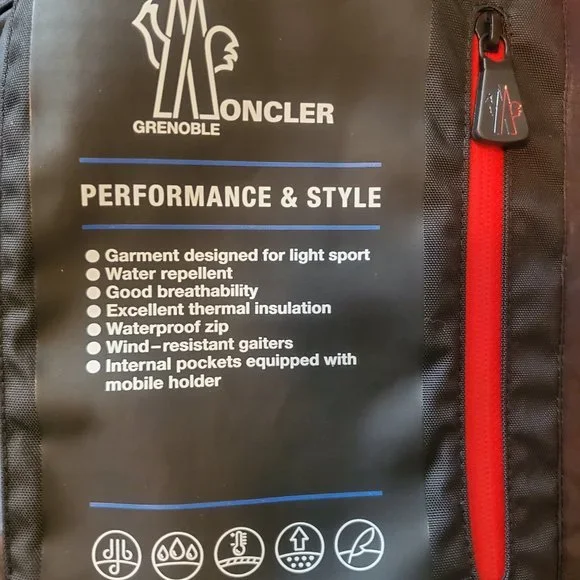 MONCLER
GRENOBLE
PERFORMANCE & STYLE
● Garment designed for light sport
● Water repellent
● Good breathability
● Excellent thermal insulation
● Waterproof zip
● Wind-resistant gaiters
● Internal pockets equipped with
mobile holder